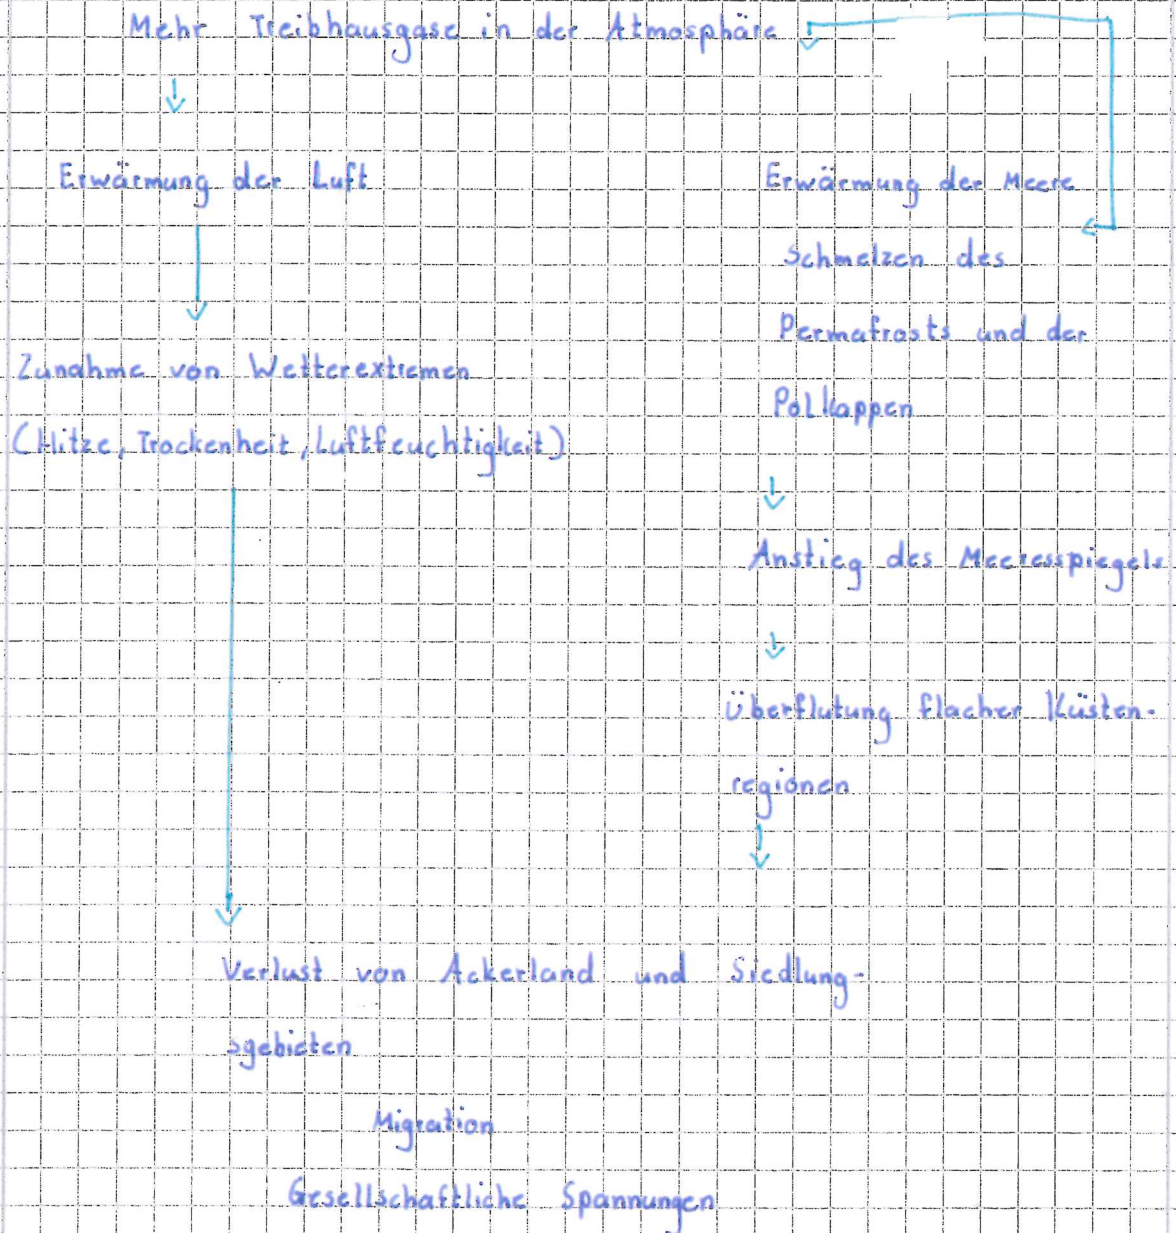 Mehr Treibhausgase in der Atmosphäre
Erwärmung der Luft
Zunahme von Wetterextremen
(Hitze, Trockenheit, Luftfeuchtigkeit)
Erwärmung der Meere
Schmelzen des
Permafrosts und der
Polkappen
Anstieg des Meeresspiegels
Überflutung flacher Küsten-
regionen
Verlust von Ackerland und Siedlung-
sgebieten
Migration
Gesellschaftliche Spannungen